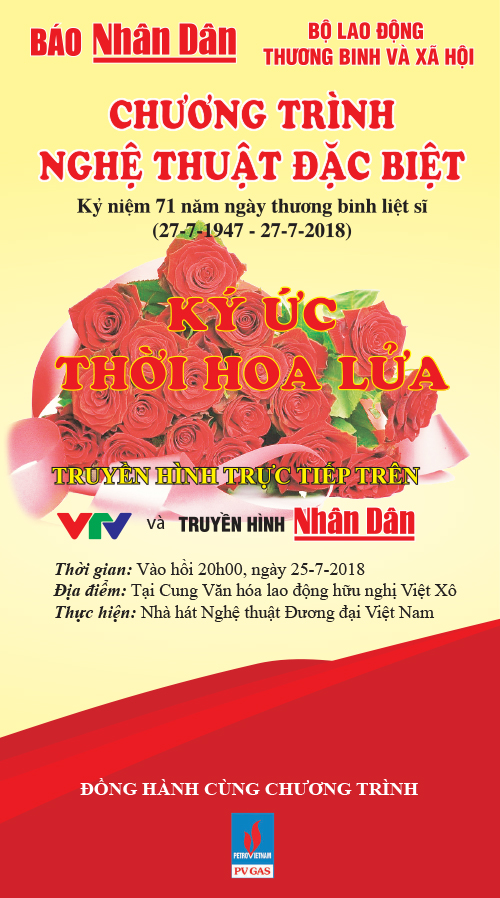 BÁO Nhân Dân
BỘ LAO ĐỘNG
THƯƠNG BINH VÀ XÃ HỘI
CHƯƠNG TRÌNH
NGHỆ THUẬT ĐẶC BIỆT
Kỷ niệm 71 năm ngày thương binh liệt sĩ
(27-7-1947 - 27-7-2018)
KÝ ỨC
THỜI HOA LỬA
TRUYỀN HÌNH TRỰC TIẾP TRÊN
VTV và TRUYỀN HÌNH Nhân Dân
Thời gian: Vào hồi 20h00, ngày 25-7-2018
Địa điểm: Tại Cung Văn hóa lao động hữu nghị Việt Xô
Thực hiện: Nhà hát Nghệ thuật Đương đại Việt Nam
ĐỒNG HÀNH CÙNG CHƯƠNG TRÌNH
PETROVIETNAM
PV GAS